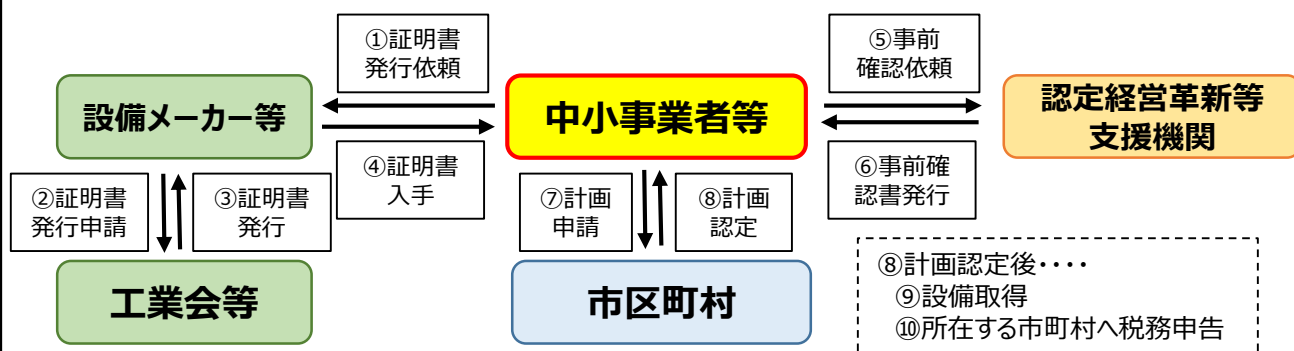 ①証明書
発行依頼
⑤事前
確認依頼
設備メーカー等
中小事業者等
認定経営革新等
支援機関
②証明書
発行申請
③証明書
発行
④証明書
入手
⑦計画
申請
⑧計画
認定
⑥事前確
認書発行
工業会等
市区町村
⑧計画認定後・・・・
⑨設備取得
⑩所在する市町村へ税務申告